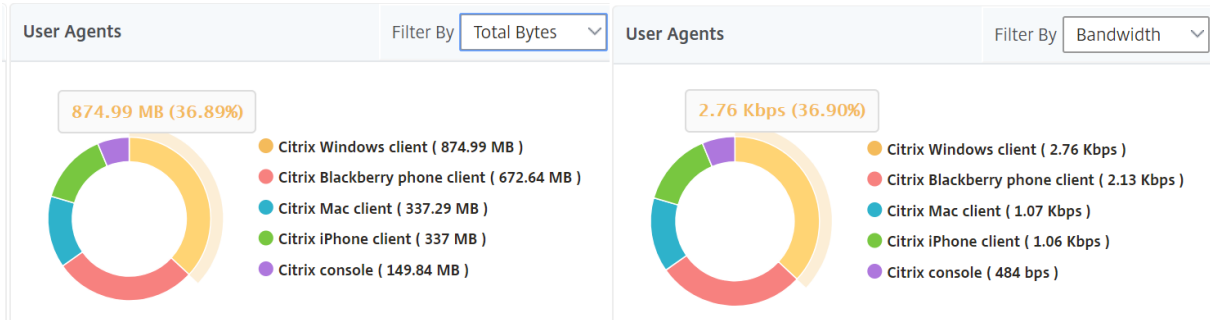 User Agents
Filter By Total Bytes
874.99 MB (36.89%)
Citrix Windows client ( 874.99 MB )
Citrix Blackberry phone client ( 672.64 MB )
Citrix Mac client ( 337.29 MB )
Citrix iPhone client ( 337 MB )
Citrix console ( 149.84 MB )
User Agents
Filter By Bandwidth
2.76 Kbps (36.90%)
Citrix Windows client ( 2.76 Kbps )
Citrix Blackberry phone client ( 2.13 Kbps )
Citrix Mac client ( 1.07 Kbps )
Citrix iPhone client ( 1.06 Kbps )
Citrix console ( 484 bps )